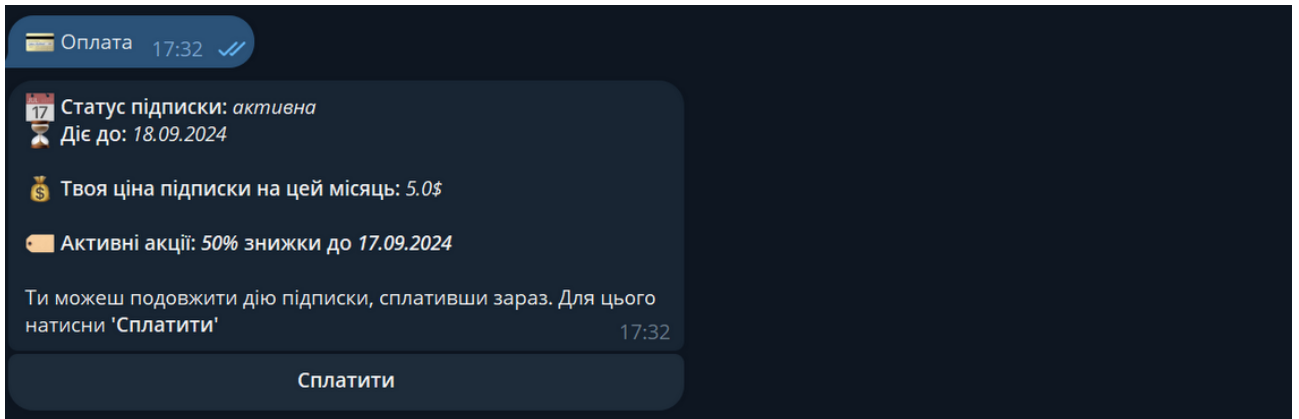 💳 Оплата 17:32
📅 Статус підписки: активна
⏳ Діє до: 18.09.2024
💰 Твоя ціна підписки на цей місяць: 5.0$
🏷️ Активні акції: 50% знижки до 17.09.2024
Ти можеш подовжити дію підписки, сплативши зараз. Для цього
натисни 'Сплатити' 17:32
Сплатити